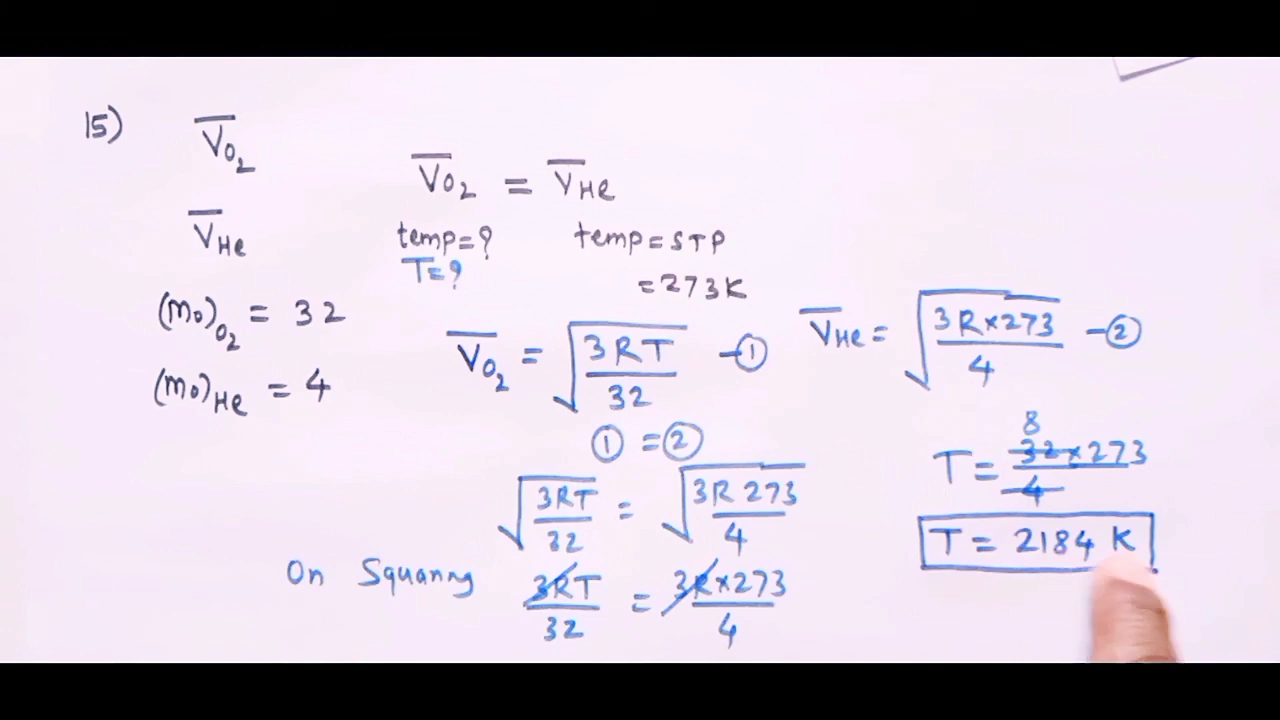 15) V̅O₂
V̅O₂ = V̅He
V̅He
temp=? temp=STP
T=? =273K
(M₀)O₂ = 32
V̅O₂ = √(3RT/32) —① V̅He = √(3R×273/4) —②
(M₀)He = 4
① = ②
T = 8 32×273/4
√(3RT/32) = √(3R 273/4)
T = 2184 K
On Squaring 3RT/32 = 3R×273/4